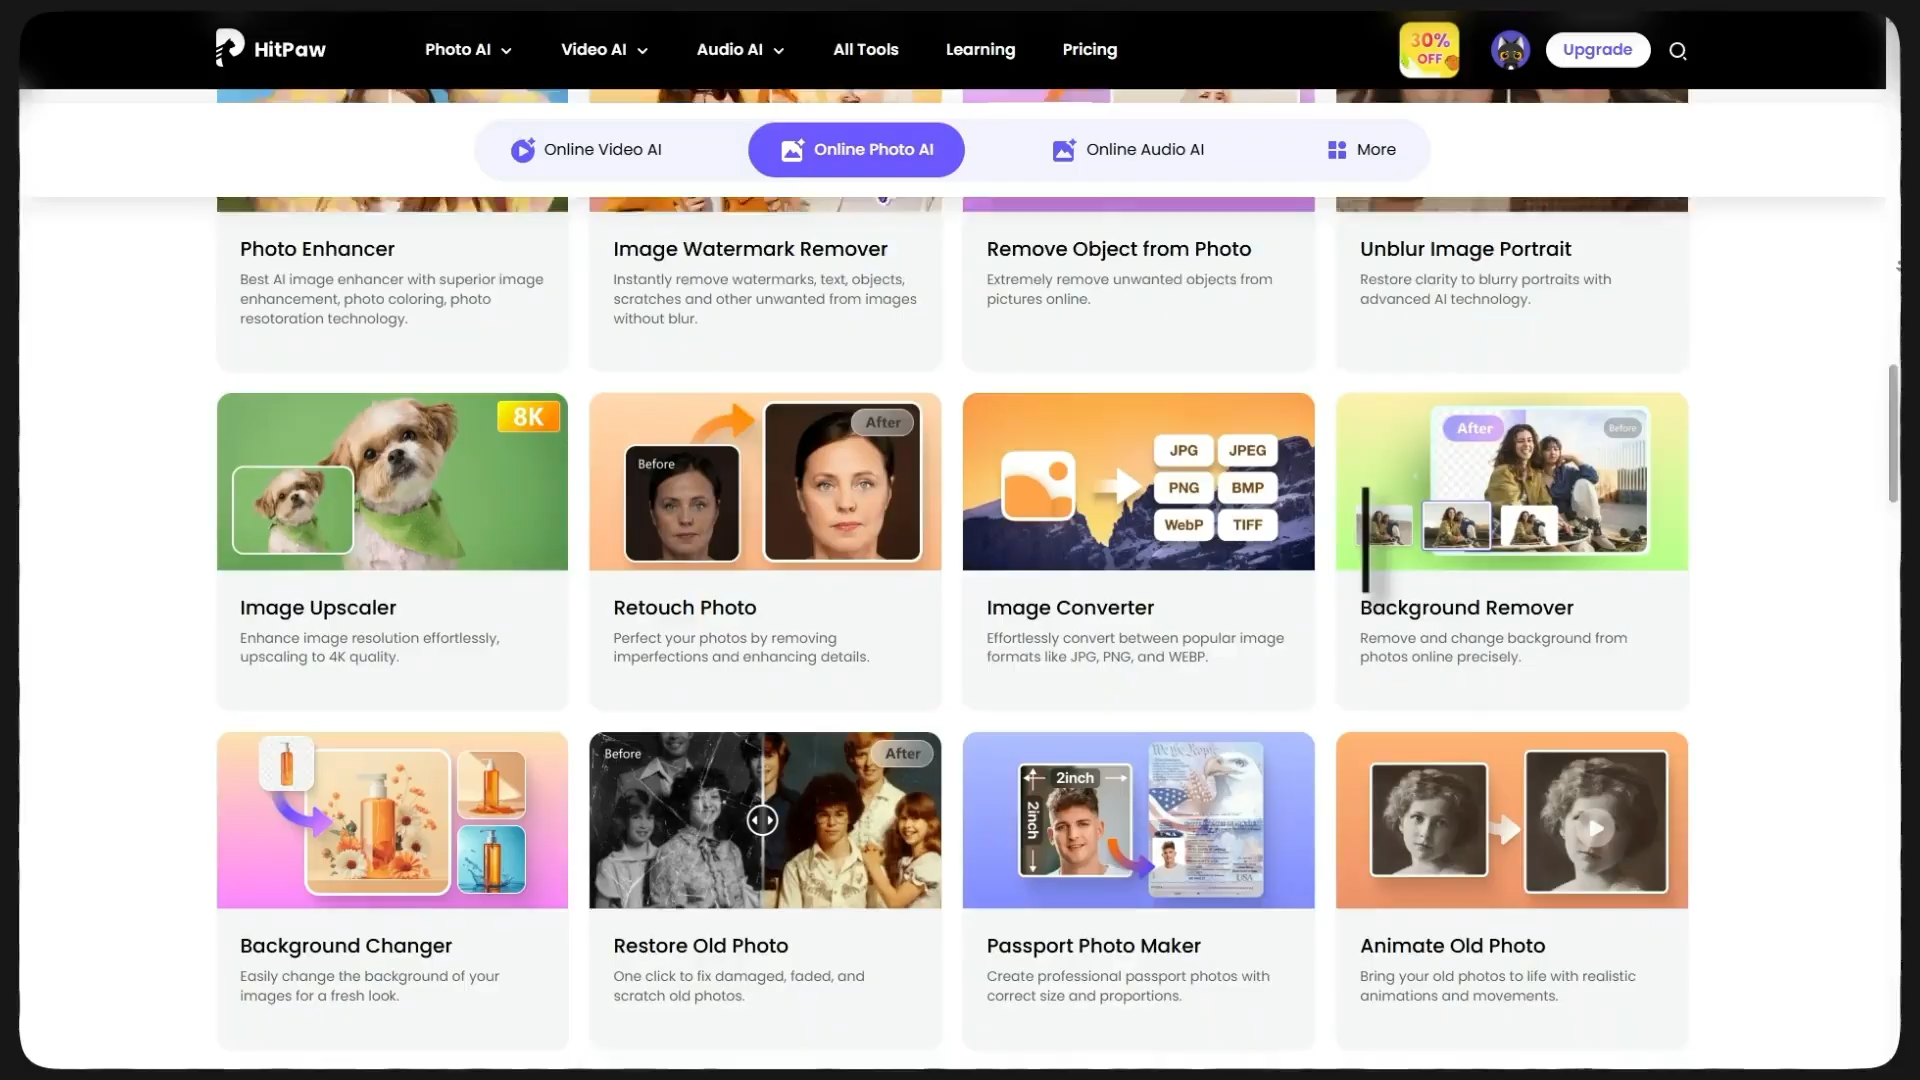 HitPaw
Photo AI
Video AI
Audio AI
All Tools
Learning
Pricing
30%
OFF
Upgrade
Online Video AI
Online Photo AI
Online Audio AI
More
Photo Enhancer
Best AI image enhancer with superior image
enhancement, photo coloring, photo
resotoration technology.
Image Watermark Remover
Instantly remove watermarks, text, objects,
scratches and other unwanted from images
without blur.
Remove Object from Photo
Extremely remove unwanted objects from
pictures online.
Unblur Image Portrait
Restore clarity to blurry portraits with
advanced AI technology.
8K
Image Upscaler
Enhance image resolution effortlessly,
upscaling to 4K quality.
Before
After
Retouch Photo
Perfect your photos by removing
imperfections and enhancing details.
JPG
JPEG
PNG
BMP
WebP
TIFF
Image Converter
Effortlessly convert between popular image
formats like JPG, PNG, and WEBP.
After
Before
Background Remover
Remove and change background from
photos online precisely.
Background Changer
Easily change the background of your
images for a fresh look.
Before
After
Restore Old Photo
One click to fix damaged, faded, and
scratch old photos.
2inch
2inch
We the People
USA
Passport Photo Maker
Create professional passport photos with
correct size and proportions.
Animate Old Photo
Bring your old photos to life with realistic
animations and movements.